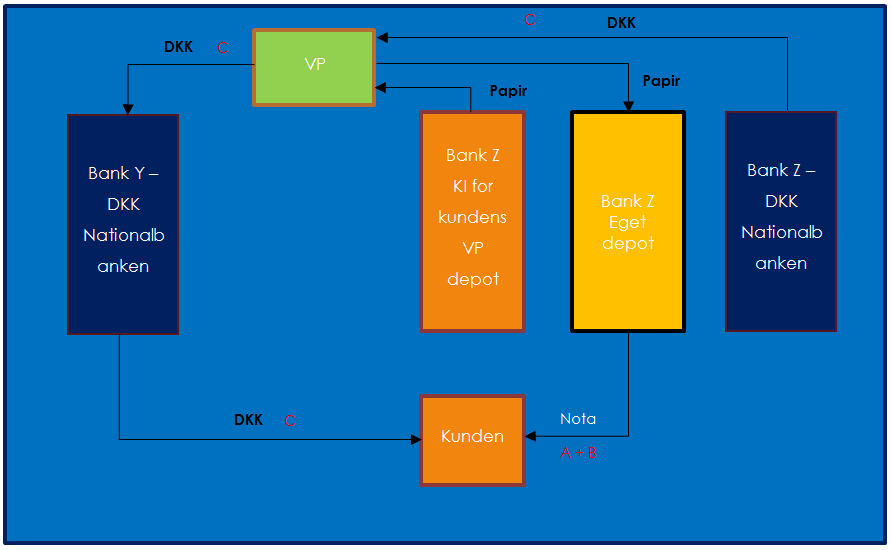 C DKK
DKK C
VP
Papir
Papir
Bank Y –
DKK
Nationalb
anken
Bank Z
KI for
kundens
VP
depot
Bank Z
Eget
depot
Bank Z –
DKK
Nationalb
anken
DKK C
Kunden
Nota
A + B